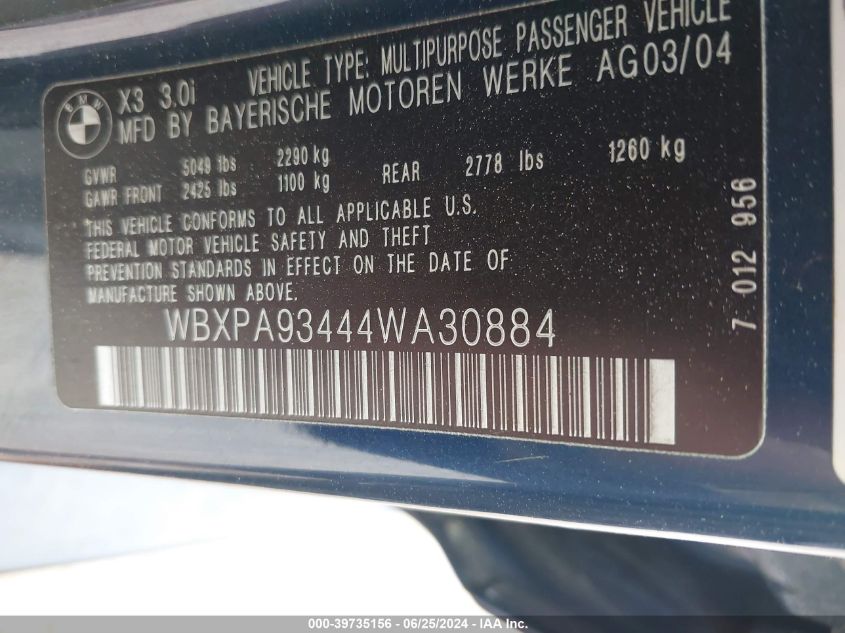 BMW
X3 3.0i VEHICLE TYPE: MULTIPURPOSE PASSENGER VEHICLE
MFD BY BAYERISCHE MOTOREN WERKE AG03/04
GVWR 5049 lbs 2290 kg
GAWR FRONT 2425 lbs 1100 kg REAR 2778 lbs 1260 kg
THIS VEHICLE CONFORMS TO ALL APPLICABLE U.S.
FEDERAL MOTOR VEHICLE SAFETY AND THEFT
PREVENTION STANDARDS IN EFFECT ON THE DATE OF
MANUFACTURE SHOWN ABOVE.
WBXPA93444WA30884
7 012 956
000-39735156 - 06/25/2024 - IAAI.com